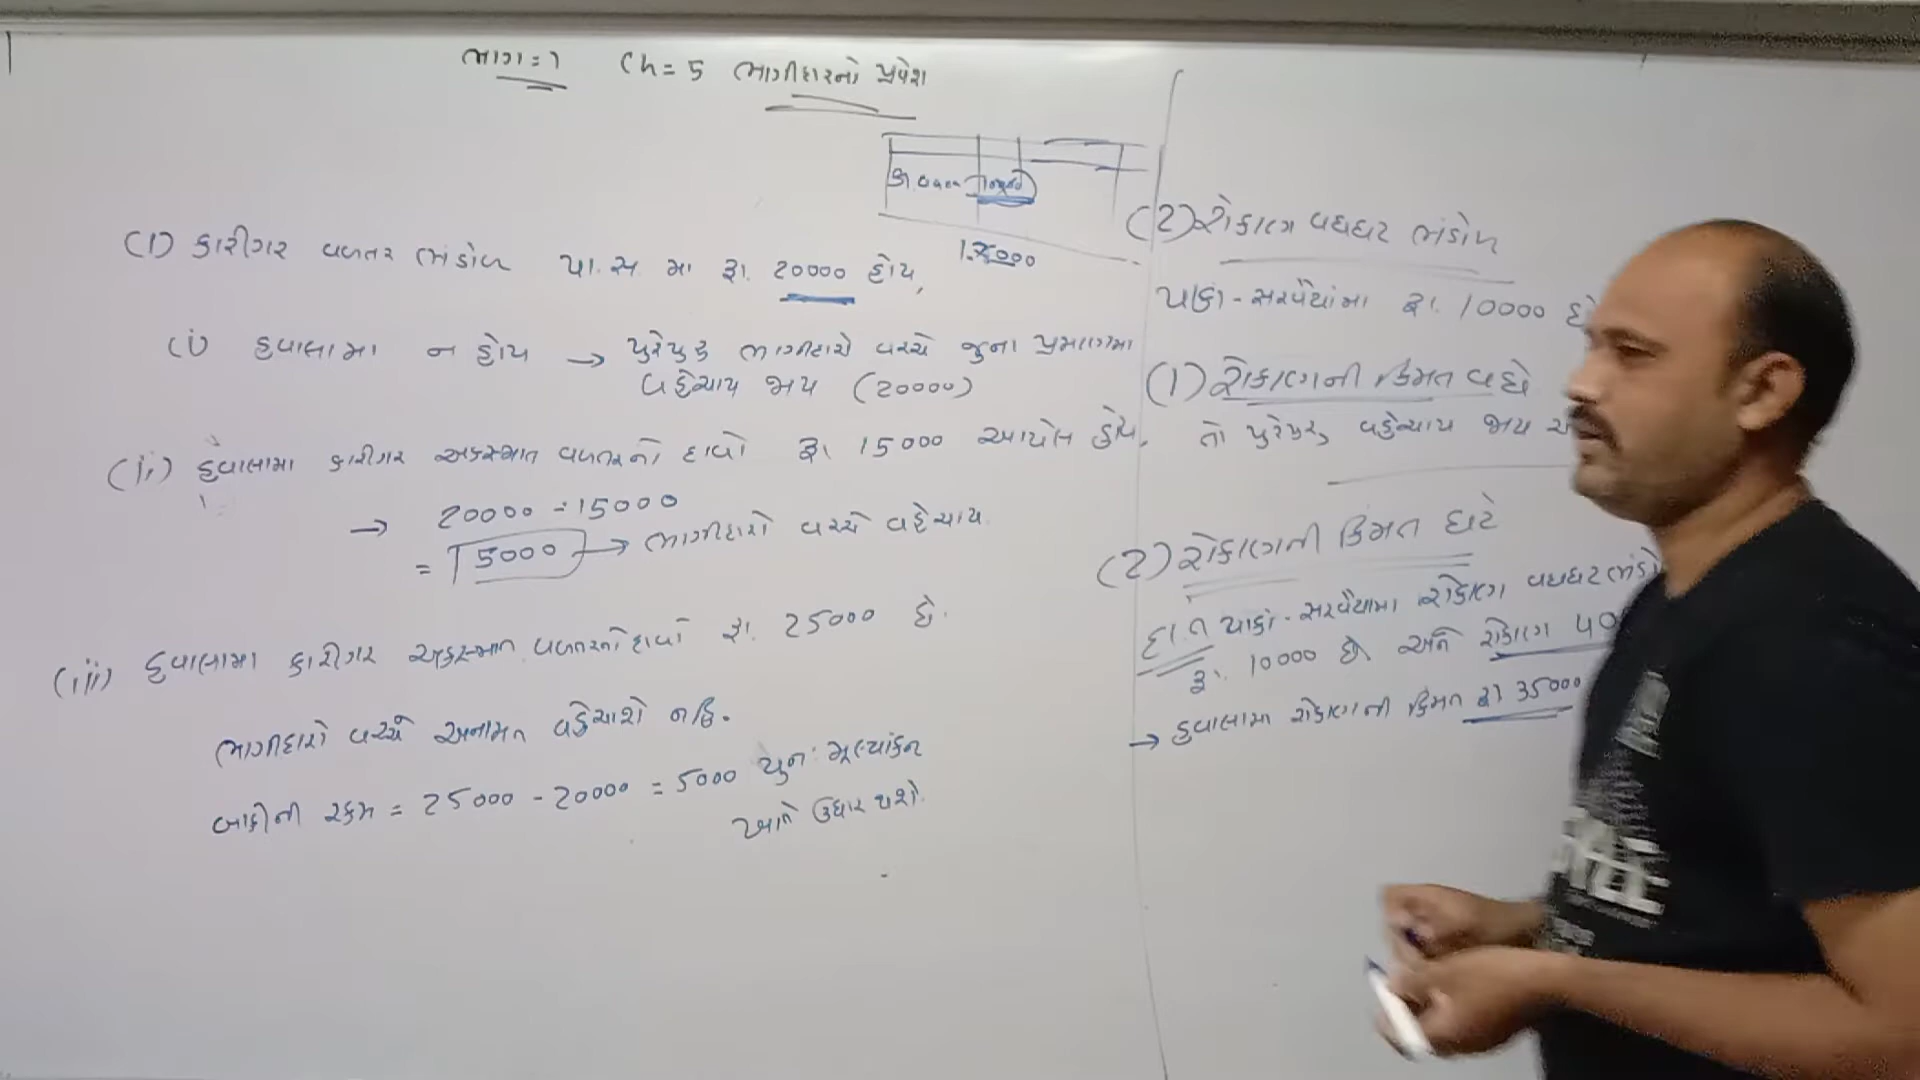 ભાગ = 1 Ch = 5 ભાગીદારનો પ્રવેશ
1,5000
(1) કારીગર વળતર ભંડોળ પા.સ. મા રૂા. 20000 હોય,
(i) હવાલામા ન હોય → પુરેપુરુ ભાગીદારો વચ્ચે જુના પ્રમાણમા
વહેચાય જાય (20000)
(ii) હવાલામા કારીગર અકસ્માત વળતરનો દાવો રૂા 15000 આપેલ હોય,
→ 20000 - 15000
= 5000 → ભાગીદારો વચ્ચે વહેચાય.
(iii) હવાલામા કારીગર અકસ્માત વળતરનો દાવો રૂા. 25000 છે.
ભાગીદારો વચ્ચે અનામત વહેચાશે નહિ.
બાકીની રકમ = 25000 - 20000 = 5000 પુનઃમૂલ્યાંકન
ખાતે ઉધાર થશે.
(2) રોકાણ વધઘટ ભંડોળ
પાકા - સરવૈયામા રૂા. 10000 છે
(1) રોકાણની કિંમત વધે
તો પુરેપુરુ વહેચાય જાય
(2) રોકાણની કિંમત ઘટે
દા.ત પાકા - સરવૈયામા રોકાણ વધઘટ ભંડો
રૂા. 10000 છે અને રોકાણ 40
→ હવાલામા રોકાણની કિંમત રૂા 35000